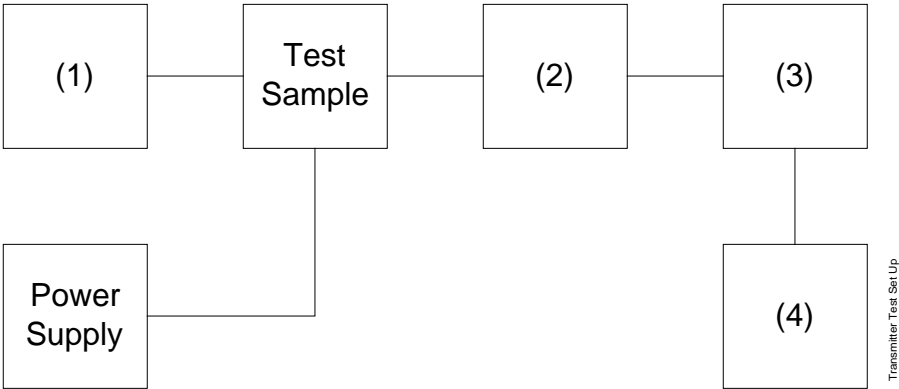 (1)
Test
Sample
(2)
(3)
Power
Supply
(4)
Transmitter Test Set Up